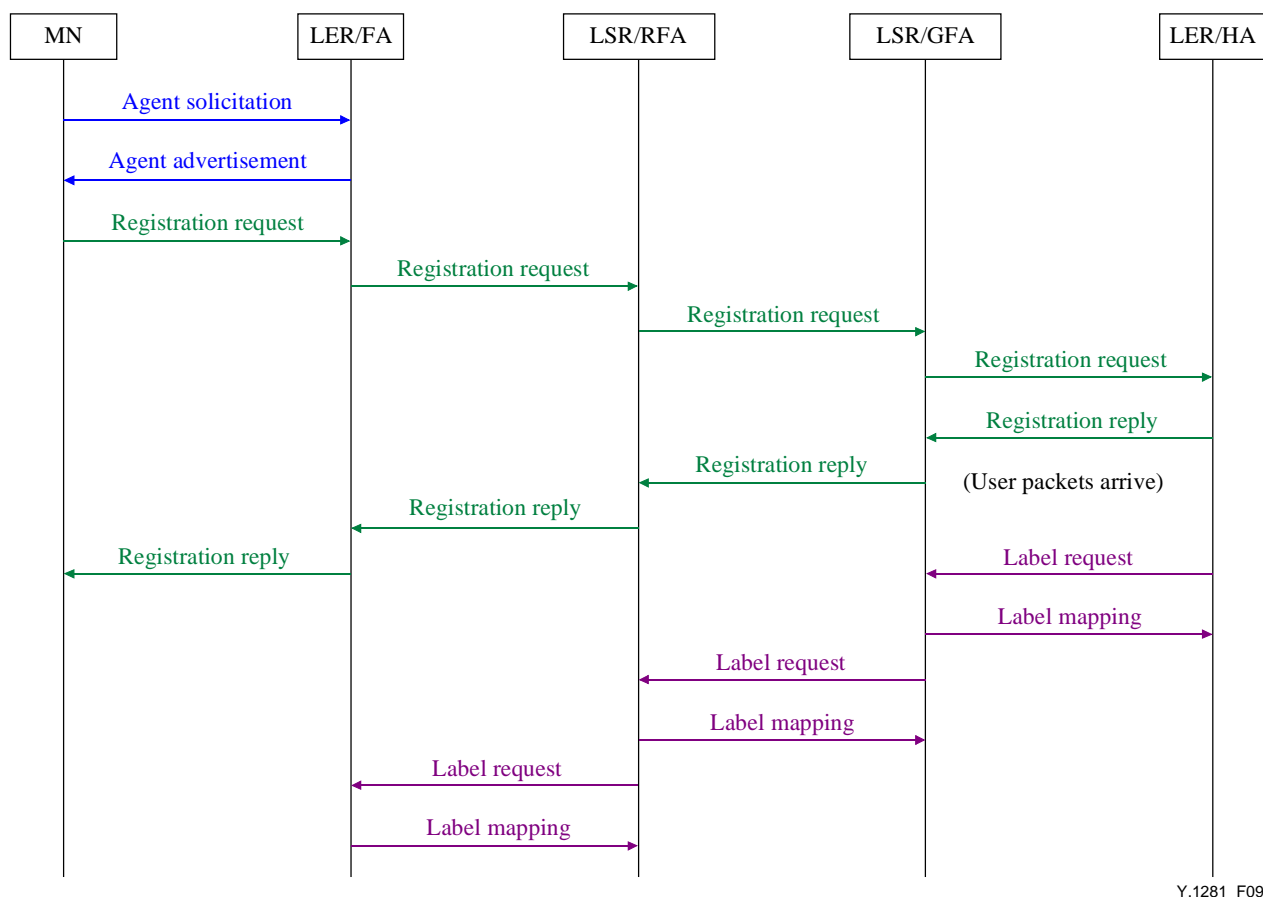 MN
LER/FA
LSR/RFA
LSR/GFA
LER/HA
Agent solicitation
Agent advertisement
Registration request
Registration request
Registration request
Registration request
Registration reply
Registration reply
(User packets arrive)
Registration reply
Registration reply
Label request
Label mapping
Label request
Label mapping
Label request
Label mapping
Y.1281_F09